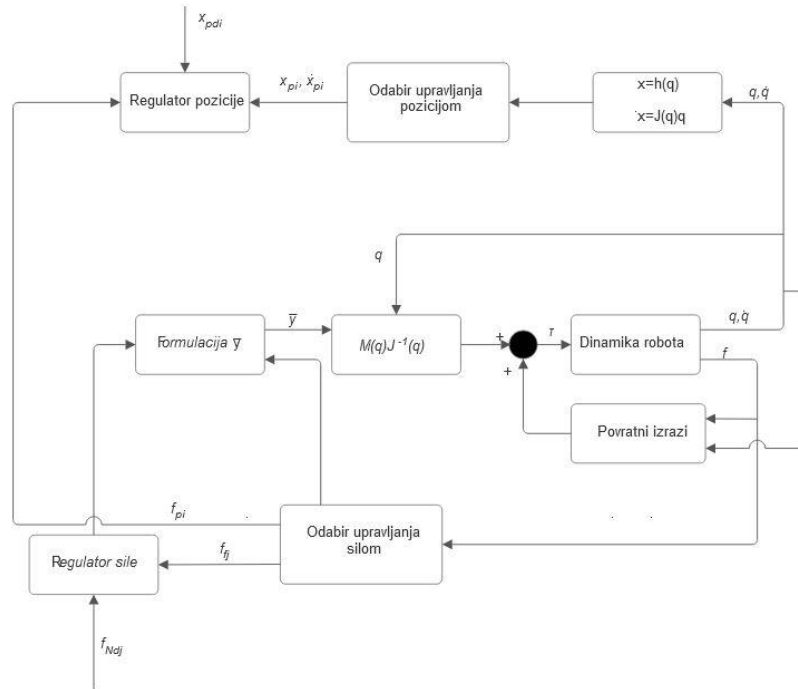 x_pdi
Regulator pozicije
x_pi, ẋ_pi
Odabir upravljanja
pozicijom
x=h(q)
˙x=J(q)q
q,q̇
q
Formulacija y̅
y̅
M(q)J⁻¹(q)
+
+
τ
Dinamika robota
q,q̇
f
Povratni izrazi
f_pi
Odabir upravljanja
silom
Regulator sile
f_fj
f_Ndj